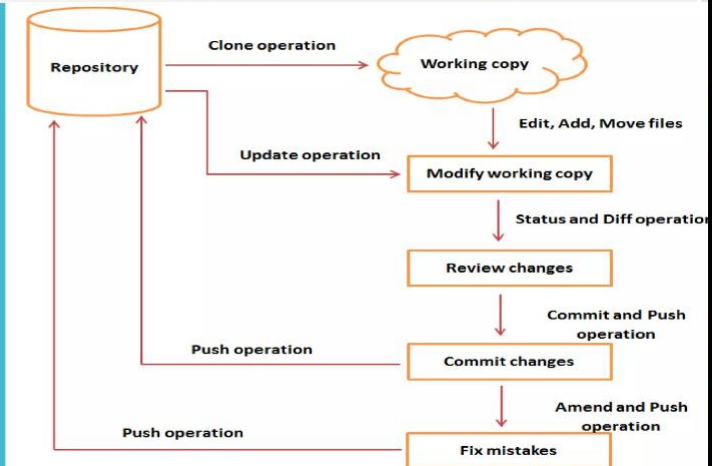 Clone operation
Repository
Working copy
Edit, Add, Move files
Update operation
Modify working copy
Status and Diff operation
Review changes
Commit and Push
operation
Push operation
Commit changes
Amend and Push
operation
Push operation
Fix mistakes